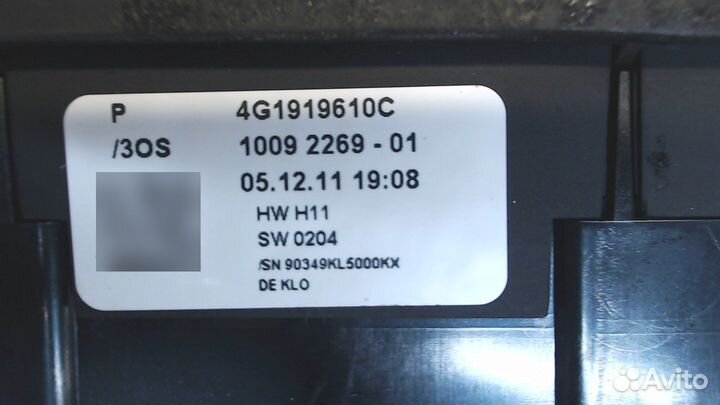 P 4G1919610C
/3OS 1009 2269 - 01
05.12.11 19:08
HW H11
SW 0204
/SN 90349KL5000KX
DE KLO
Avito